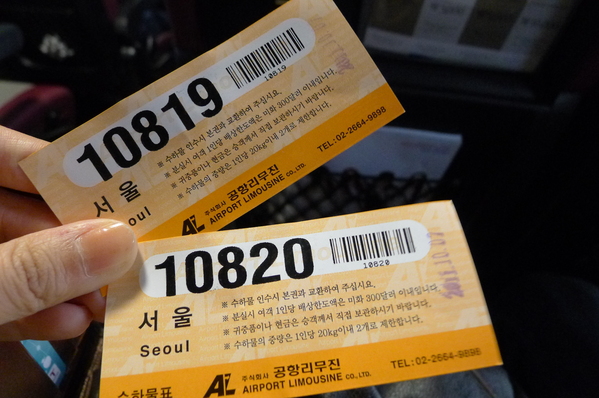 10819
10819
※ 수하물 인수시 본권과 교환하여 주십시요.
※ 분실시 여객 1인당 배상한도액은 미화 300달러 이내입니다.
※ 귀중품이나 현금은 승객께서 직접 보관하시기 바랍니다.
※ 수하물의 중량은 1인당 20kg이내 2개로 제한합니다.
서울
oul
AL 주식회사 공항리무진
AIRPORT LIMOUSINE CO., LTD.
TEL: 02-2664-9898
10820
10820
※ 수하물 인수시 본권과 교환하여 주십시요.
※ 분실시 여객 1인당 배상한도액은 미화 300달러 이내입니다.
※ 귀중품이나 현금은 승객께서 직접 보관하시기 바랍니다.
※ 수하물의 중량은 1인당 20kg이내 2개로 제한합니다.
서울
Seoul
수하물표
AL 주식회사 공항리무진
AIRPORT LIMOUSINE CO., LTD.
TEL: 02-2664-9898